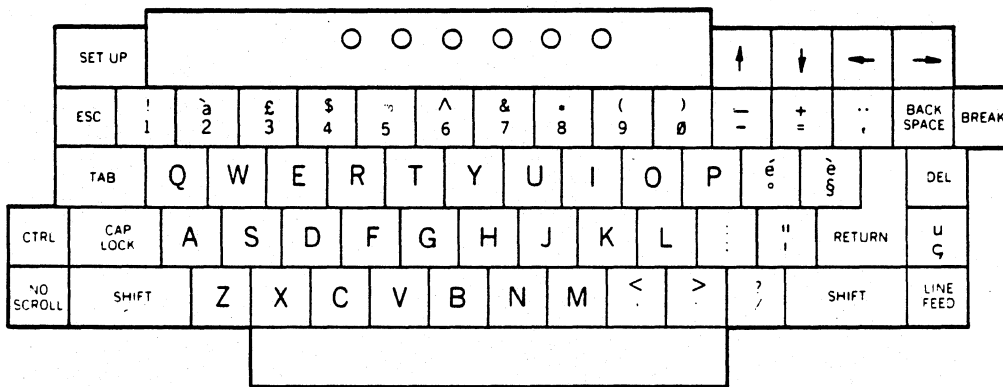 SET UP ↑ ↓ ← →
ESC ! 1 à 2 £ 3 $ 4 5 ^ 6 & 7 8 ( 9 ) 0 — - + = BACK SPACE BREAK
TAB Q W E R T Y U I O P é ° è § DEL
CTRL CAP LOCK A S D F G H J K L : ; " ' RETURN ù ç
NO SCROLL SHIFT Z X C V B N M < > ? / SHIFT LINE FEED